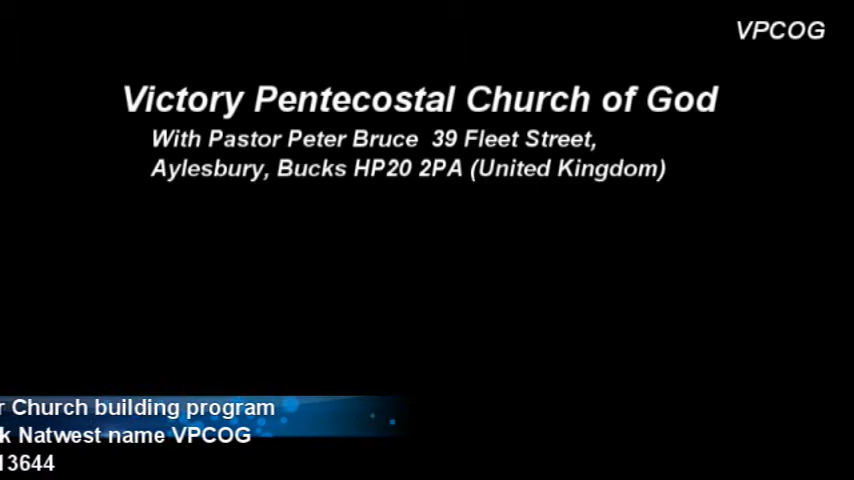 VPCOG
Victory Pentecostal Church of God
With Pastor Peter Bruce 39 Fleet Street,
Aylesbury, Bucks HP20 2PA (United Kingdom)
Church building program
Natwest name VPCOG
13644